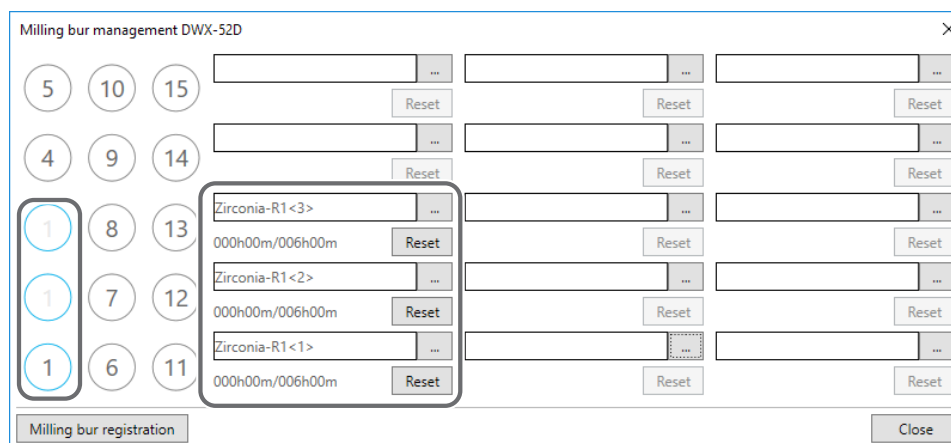 Milling bur management DWX-52D
5 10 15 ... ... ...
Reset Reset Reset
4 9 14 ... ... ...
Reset Reset Reset
1 8 13 Zirconia-R1<3> ... ... ...
000h00m/006h00m Reset Reset Reset
1 7 12 Zirconia-R1<2> ... ... ...
000h00m/006h00m Reset Reset Reset
1 6 11 Zirconia-R1<1> ... ... ...
000h00m/006h00m Reset Reset Reset
Milling bur registration Close